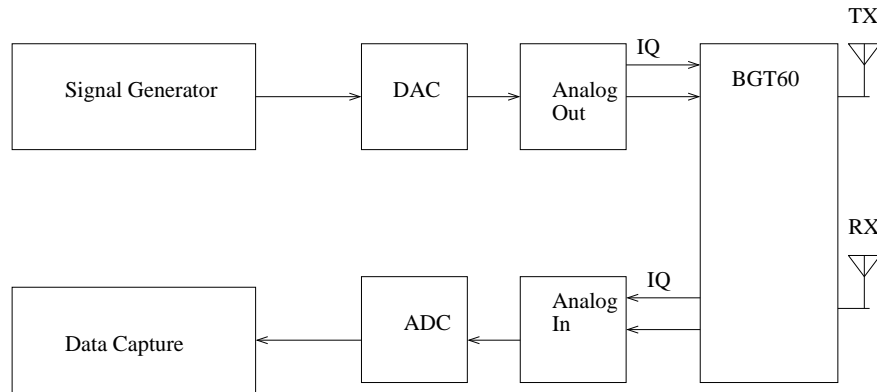 TX
IQ
Signal Generator
DAC
Analog
Out
BGT60
RX
IQ
Analog
In
ADC
Data Capture